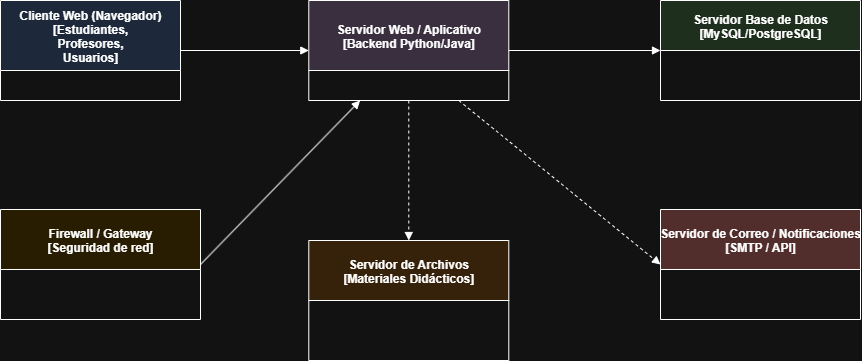 Cliente Web (Navegador)
[Estudiantes,
Profesores,
Usuarios]
Servidor Web / Aplicativo
[Backend Python/Java]
Servidor Base de Datos
[MySQL/PostgreSQL]
Firewall / Gateway
[Seguridad de red]
Servidor de Archivos
[Materiales Didácticos]
Servidor de Correo / Notificaciones
[SMTP / API]